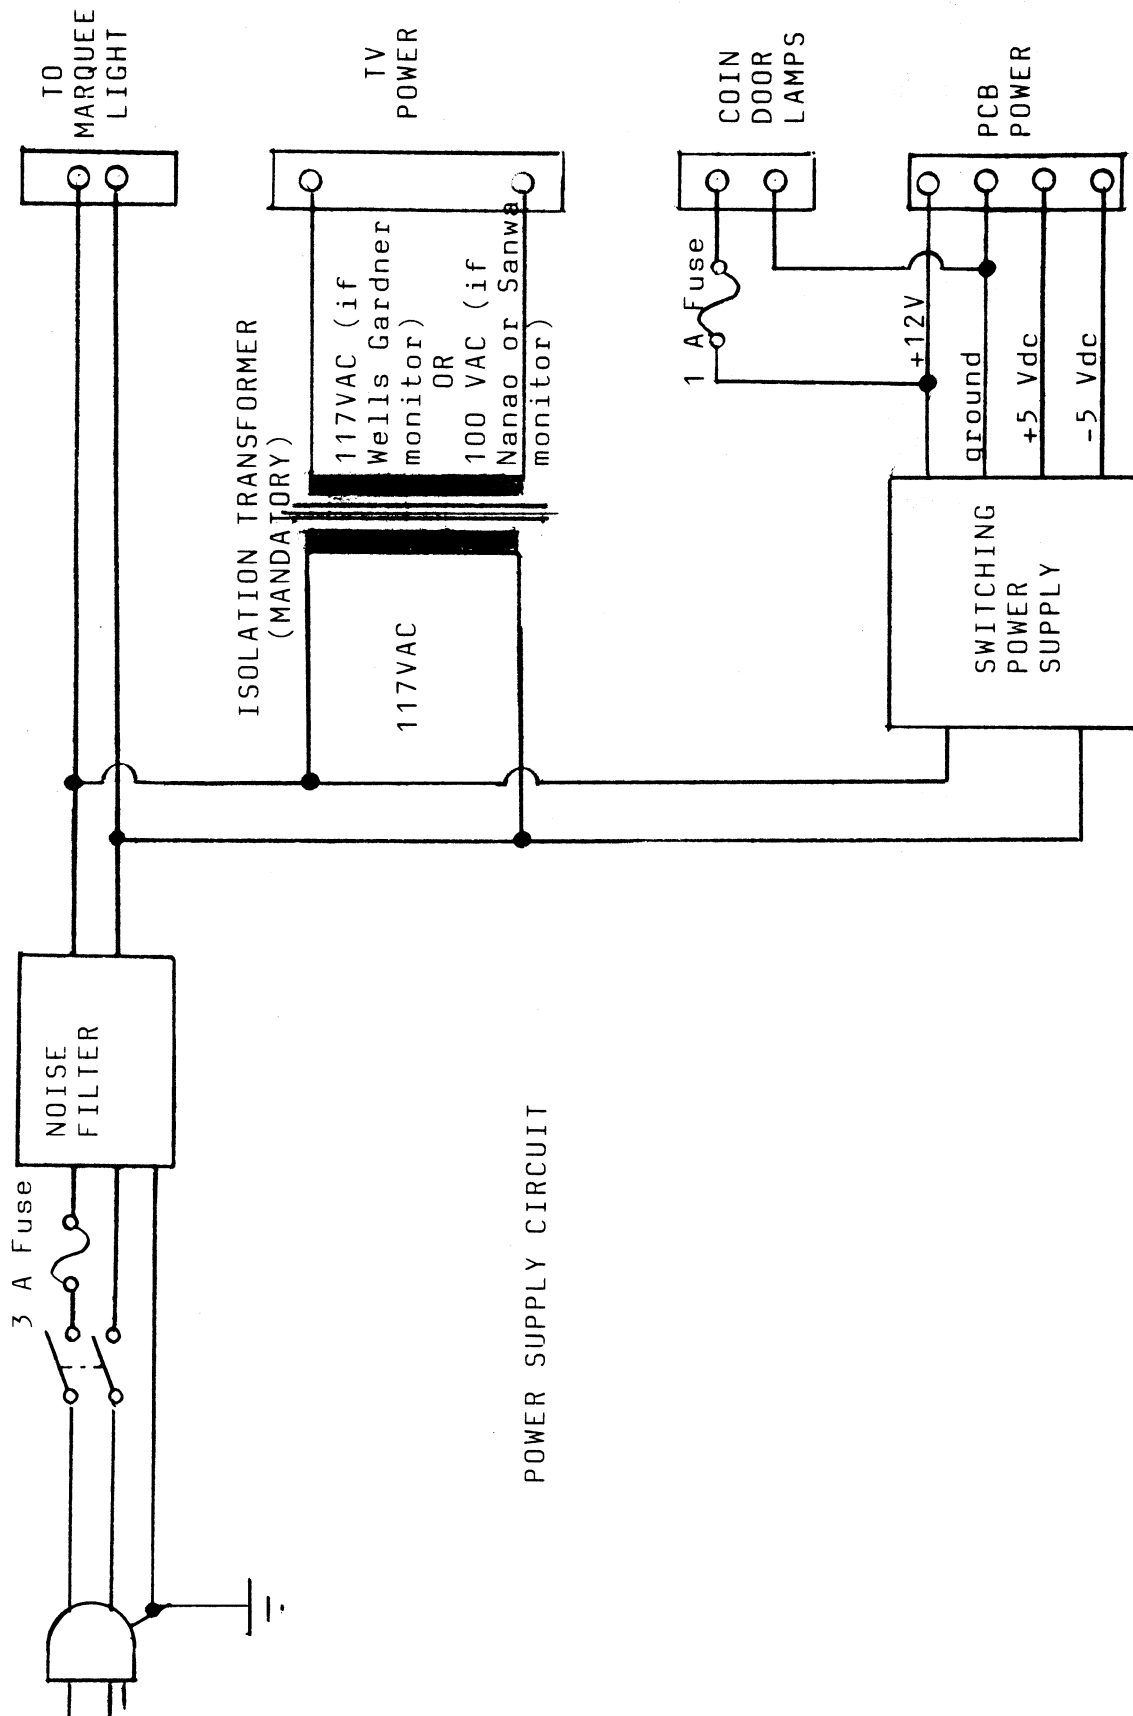 TO
MARQUEE
LIGHT
TV
POWER
COIN
DOOR
LAMPS
PCB
POWER
ISOLATION TRANSFORMER
(MANDATORY)
117VAC (if
Wells Gardner
monitor)
OR
100 VAC (if
Nanao or Sanwa
monitor)
117VAC
1 A Fuse
+12V
ground
+5 Vdc
-5 Vdc
SWITCHING
POWER
SUPPLY
NOISE
FILTER
3 A Fuse
POWER SUPPLY CIRCUIT